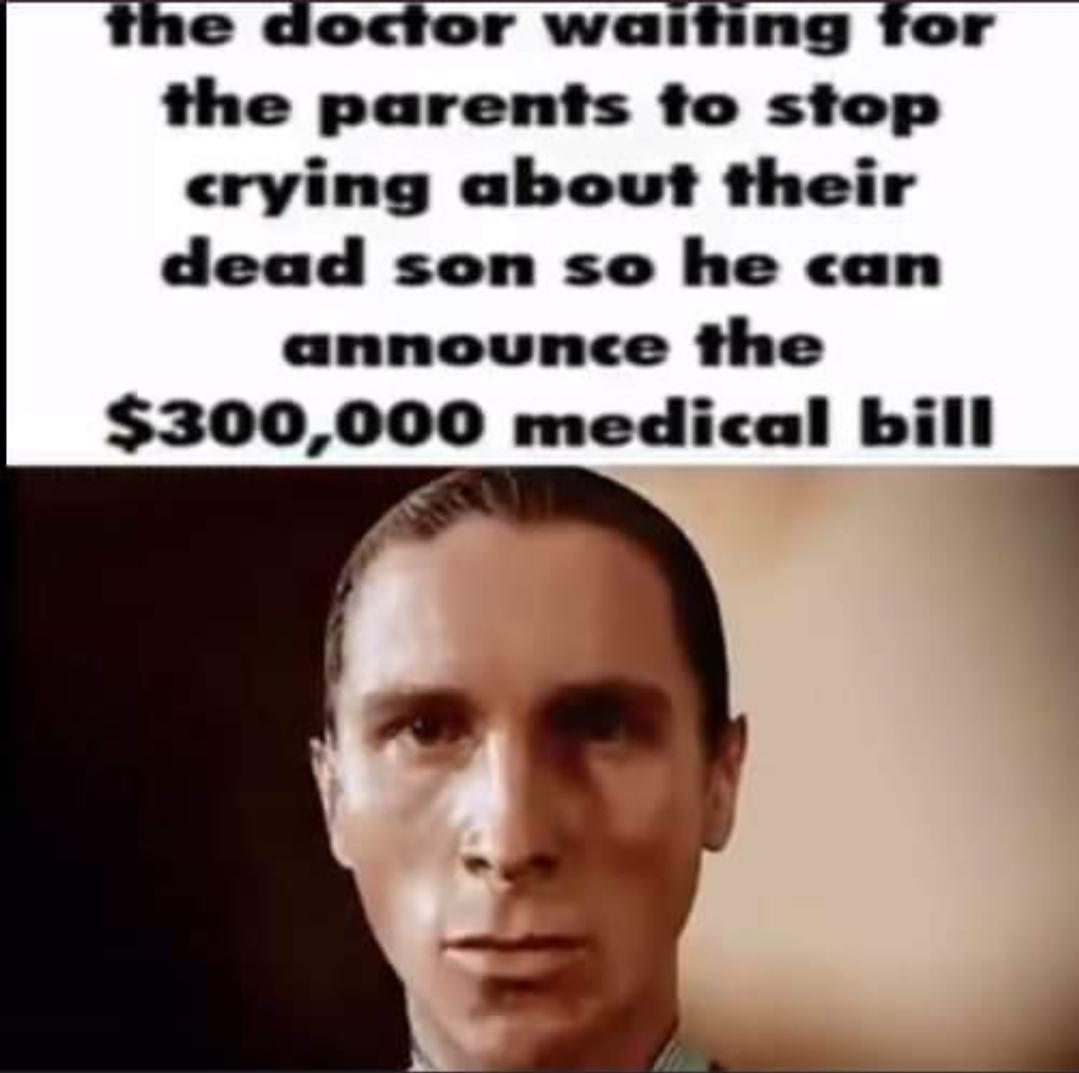 the doctor waiting for
the parents to stop
crying about their
dead son so he can
announce the
$300,000 medical bill